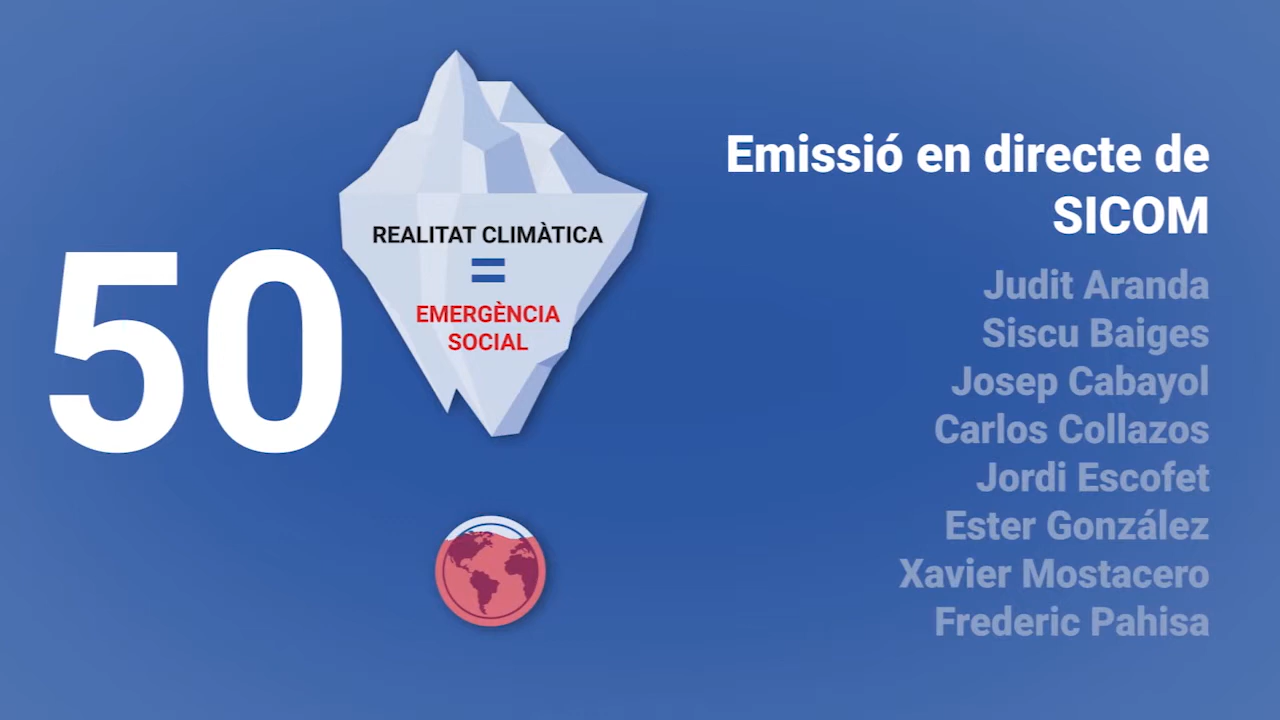 50
REALITAT CLIMÀTICA
=
EMERGÈNCIA
SOCIAL
Emissió en directe de
SICOM
Judit Aranda
Siscu Baiges
Josep Cabayol
Carlos Collazos
Jordi Escofet
Ester González
Xavier Mostacero
Frederic Pahisa